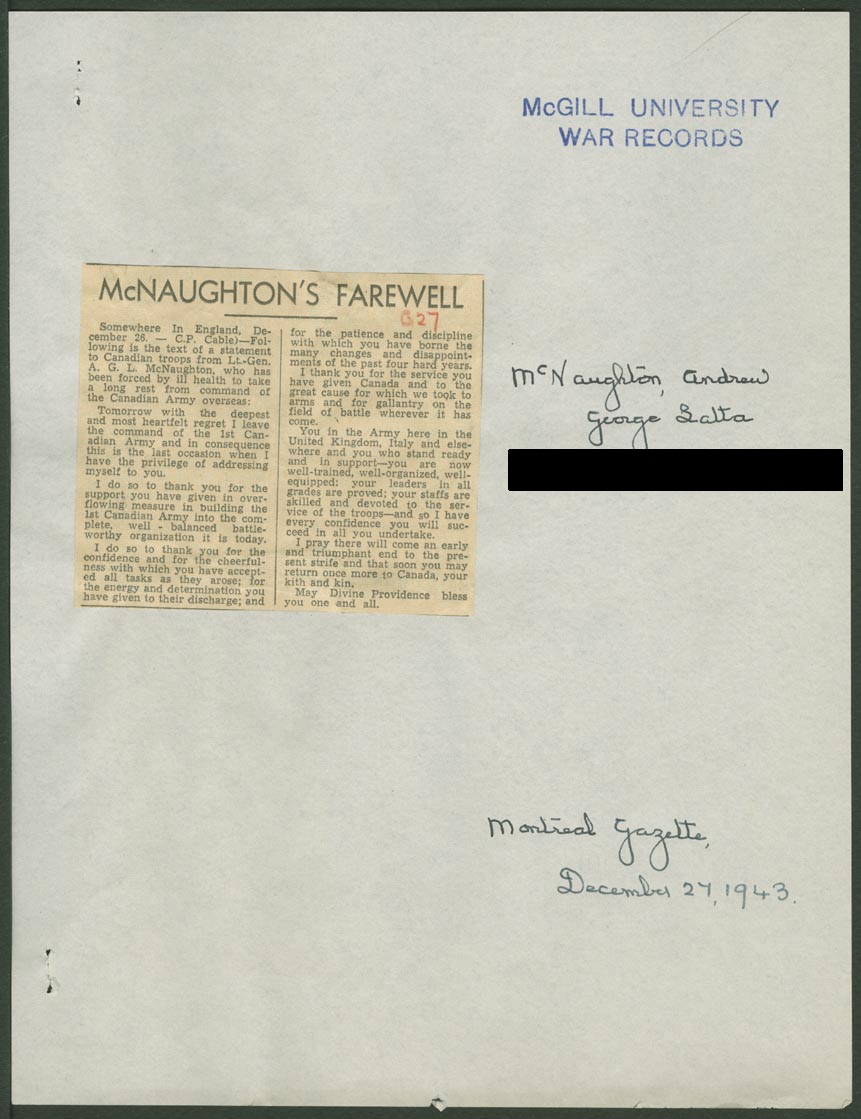 McGILL UNIVERSITY
WAR RECORDS
McNAUGHTON'S FAREWELL
B27
Somewhere In England, De-
cember 26. — C.P. Cable)—Fol-
lowing is the text of a statement
to Canadian troops from Lt.-Gen.
A. G. L. McNaughton, who has
been forced by ill health to take
a long rest from command of
the Canadian Army overseas:
Tomorrow with the deepest
and most heartfelt regret I leave
the command of the 1st Can-
adian Army and in consequence
this is the last occasion when I
have the privilege of addressing
myself to you.
I do so to thank you for the
support you have given in over-
flowing measure in building the
1st Canadian Army into the com-
plete, well - balanced battle-
worthy organization it is today.
I do so to thank you for the
confidence and for the cheerful-
ness with which you have accept-
ed all tasks as they arose; for
the energy and determination you
have given to their discharge; and
for the patience and discipline
with which you have borne the
many changes and disappoint-
ments of the past four hard years.
I thank you for the service you
have given Canada and to the
great cause for which we took to
arms and for gallantry on the
field of battle wherever it has
come.
You in the Army here in the
United Kingdom, Italy and else-
where and you who stand ready
and in support—you are now
well-trained, well-organized, well-
equipped; your leaders in all
grades are proved; your staffs are
skilled and devoted to the ser-
vice of the troops—and so I have
every confidence you will suc-
ceed in all you undertake.
I pray there will come an early
and triumphant end to the pre-
sent strife and that soon you may
return once more to Canada, your
kith and kin.
May Divine Providence bless
you one and all.
McNaughton, Andrew
George Latta
Montreal Gazette,
December 27, 1943.